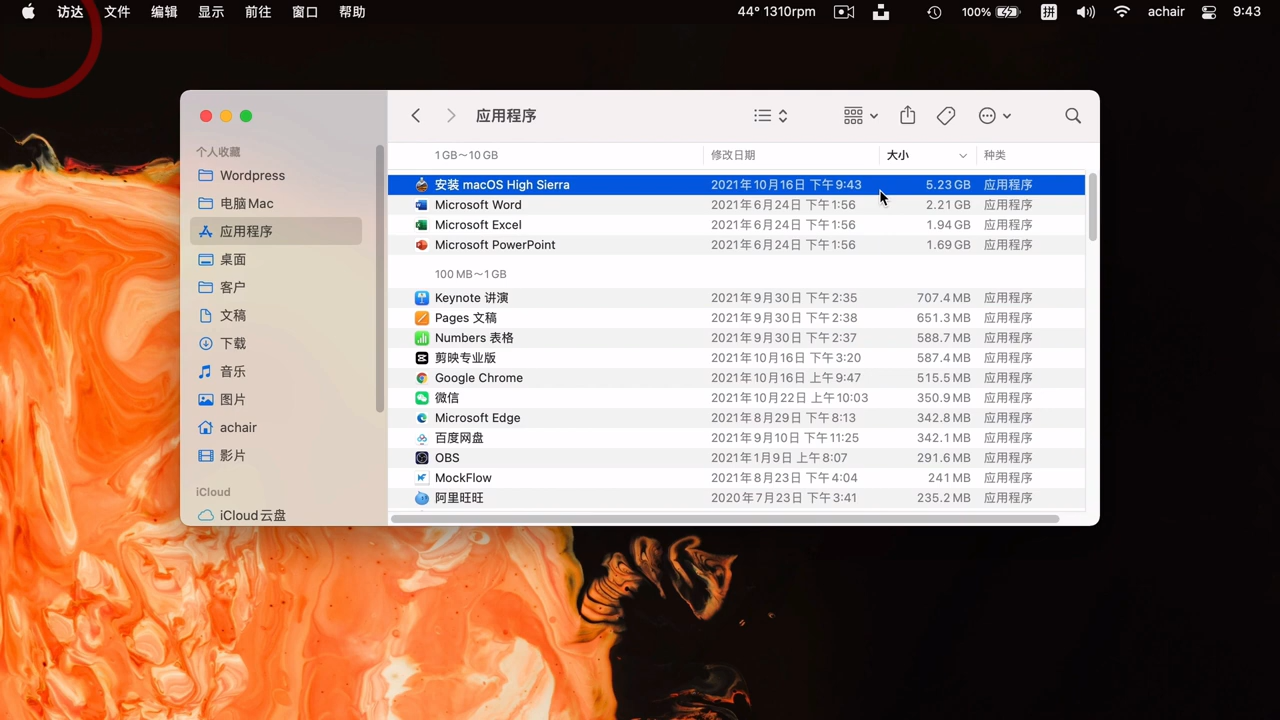 访达 文件 编辑 显示 前往 窗口 帮助 44° 1310rpm 100% 拼 achair 9:43
应用程序
个人收藏
Wordpress
电脑Mac
应用程序
桌面
客户
文稿
下载
音乐
图片
achair
影片
iCloud
iCloud云盘
1 GB～10 GB 修改日期 大小 种类
安装 macOS High Sierra 2021年10月16日 下午9:43 5.23 GB 应用程序
Microsoft Word 2021年6月24日 下午1:56 2.21 GB 应用程序
Microsoft Excel 2021年6月24日 下午1:56 1.94 GB 应用程序
Microsoft PowerPoint 2021年6月24日 下午1:56 1.69 GB 应用程序
100 MB～1 GB
Keynote 讲演 2021年9月30日 下午2:35 707.4 MB 应用程序
Pages 文稿 2021年9月30日 下午2:38 651.3 MB 应用程序
Numbers 表格 2021年9月30日 下午2:37 588.7 MB 应用程序
剪映专业版 2021年10月16日 下午3:20 587.4 MB 应用程序
Google Chrome 2021年10月16日 上午9:47 515.5 MB 应用程序
微信 2021年10月22日 上午10:03 350.9 MB 应用程序
Microsoft Edge 2021年8月29日 下午8:13 342.8 MB 应用程序
百度网盘 2021年9月10日 下午11:25 342.1 MB 应用程序
OBS 2021年1月9日 上午8:07 291.6 MB 应用程序
MockFlow 2021年8月23日 下午4:04 241 MB 应用程序
阿里旺旺 2020年7月23日 下午3:41 235.2 MB 应用程序